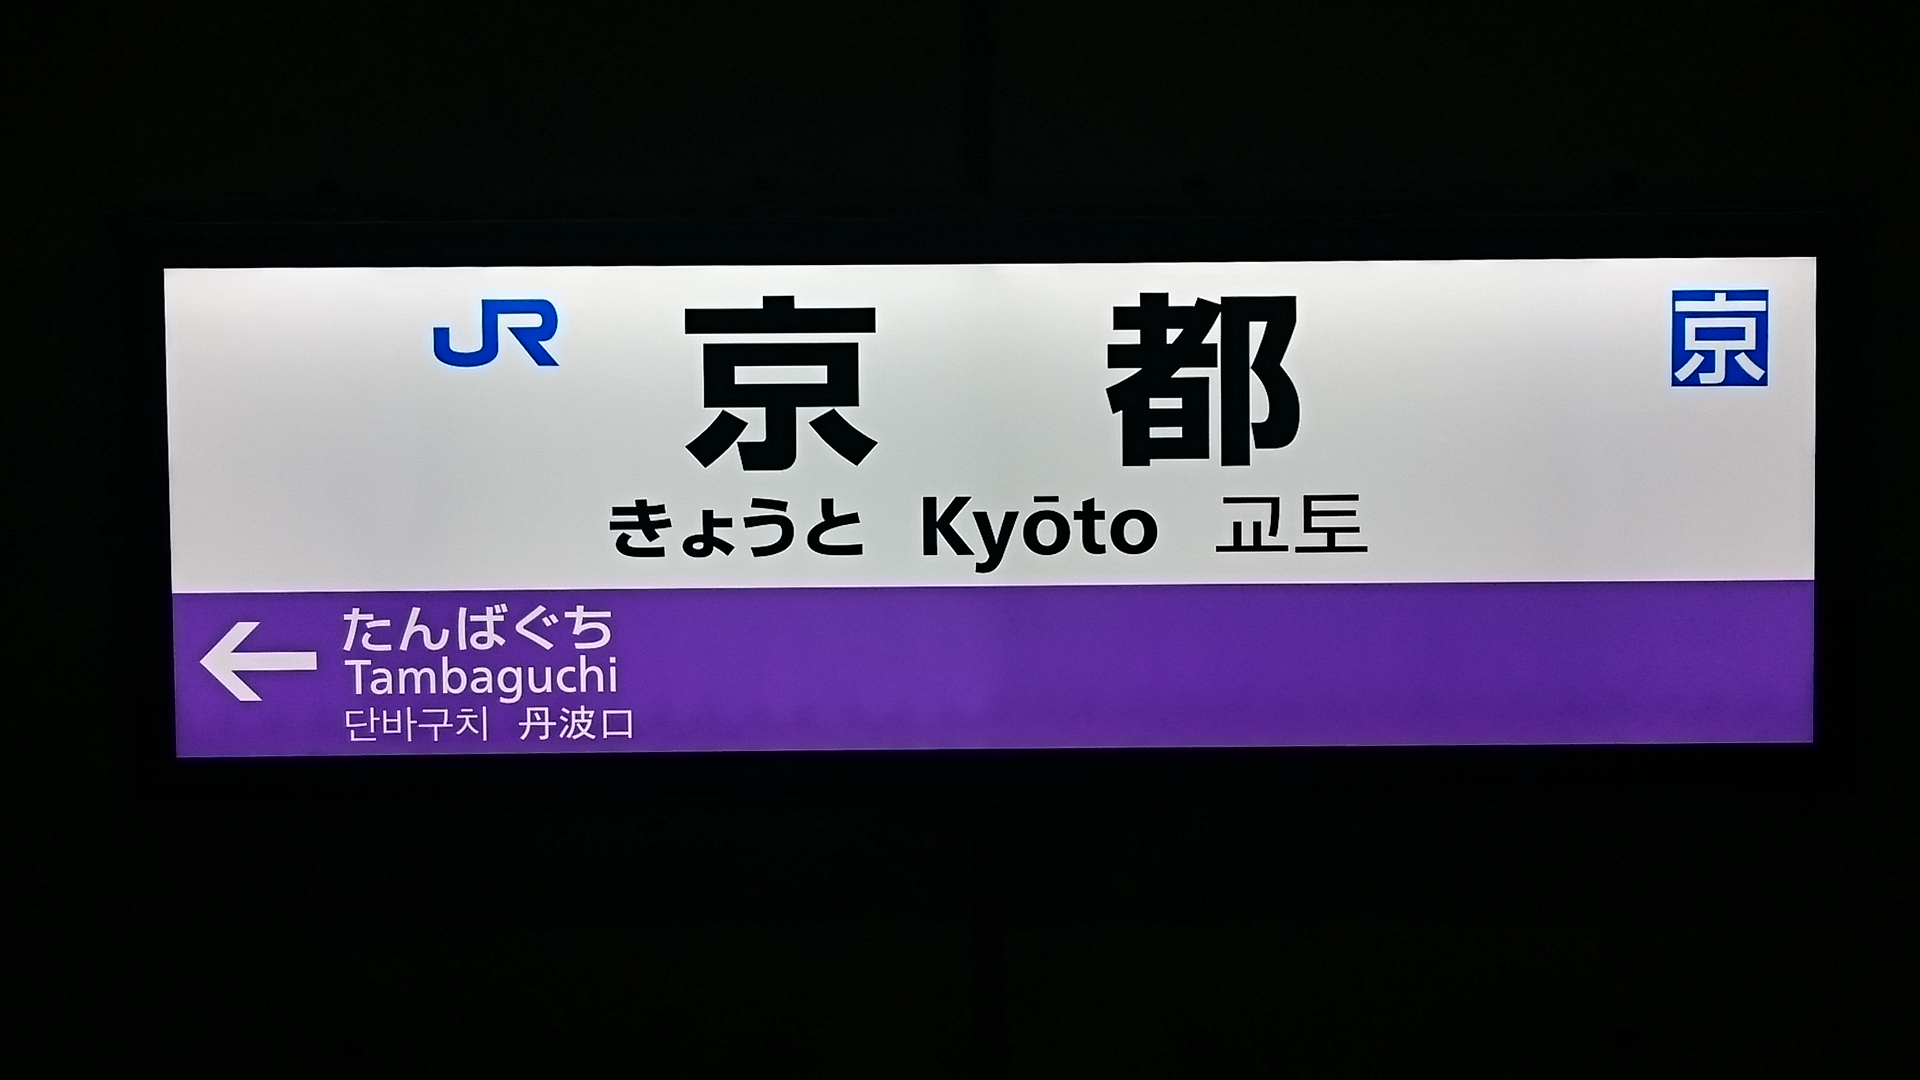 JR 京都 京
きょうと Kyōto 교토
たんばぐち
Tambaguchi
단바구치 丹波口